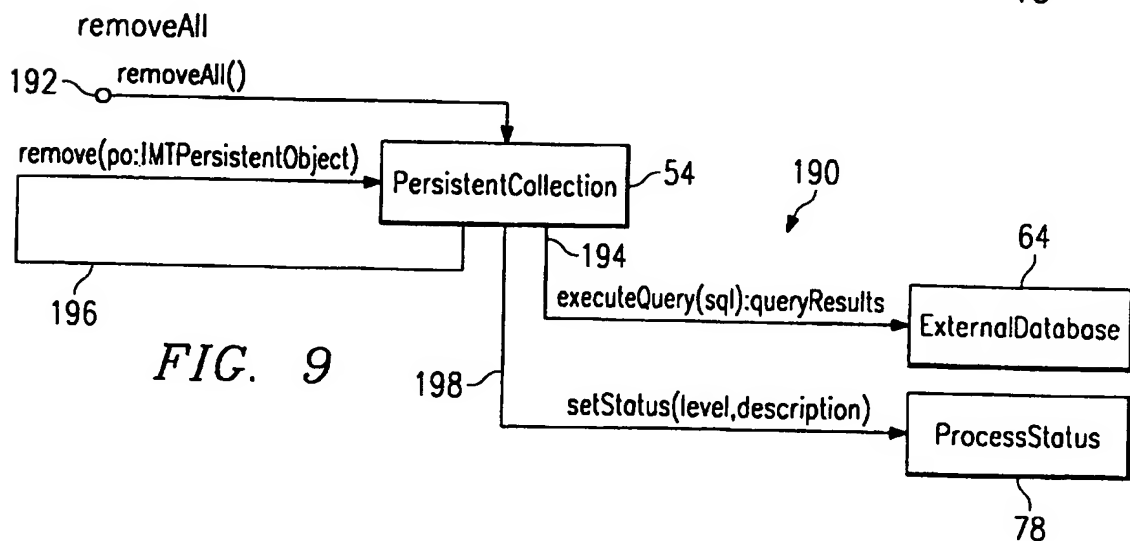 removeAll
192
removeAll()
remove(po:IMTPersistentObject)
PersistentCollection
54
190
194
64
196
executeQuery(sql):queryResults
ExternalDatabase
FIG. 9
198
setStatus(level,description)
ProcessStatus
78